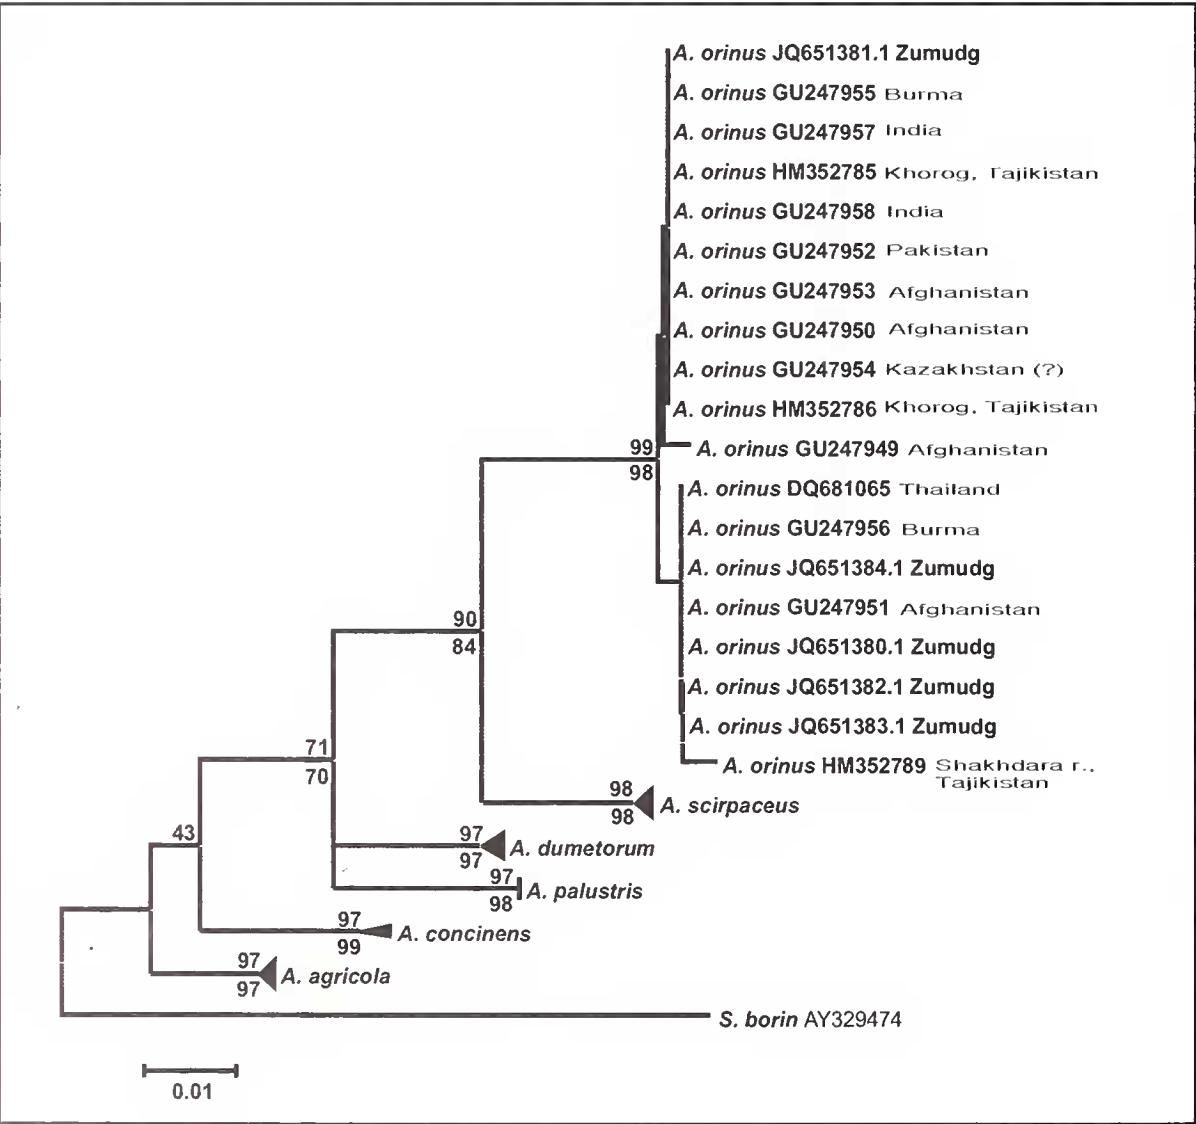 A. orinus JQ651381.1 Zumudg
A. orinus GU247955 Burma
A. orinus GU247957 India
A. orinus HM352785 Khorog, Tajikistan
A. orinus GU247958 India
A. orinus GU247952 Pakistan
A. orinus GU247953 Afghanistan
A. orinus GU247950 Afghanistan
A. orinus GU247954 Kazakhstan (?)
A. orinus HM352786 Khorog, Tajikistan
99
A. orinus GU247949 Afghanistan
98
A. orinus DQ681065 Thailand
A. orinus GU247956 Burma
A. orinus JQ651384.1 Zumudg
A. orinus GU247951 Afghanistan
90
84
A. orinus JQ651380.1 Zumudg
A. orinus JQ651382.1 Zumudg
A. orinus JQ651383.1 Zumudg
71
70
A. orinus HM352789 Shakhdara r.,
Tajikistan
98
98
A. scirpaceus
43
97
97
A. dumetorum
97
98
A. palustris
97
99
A. concinens
97
97
A. agricola
S. borin AY329474
0.01